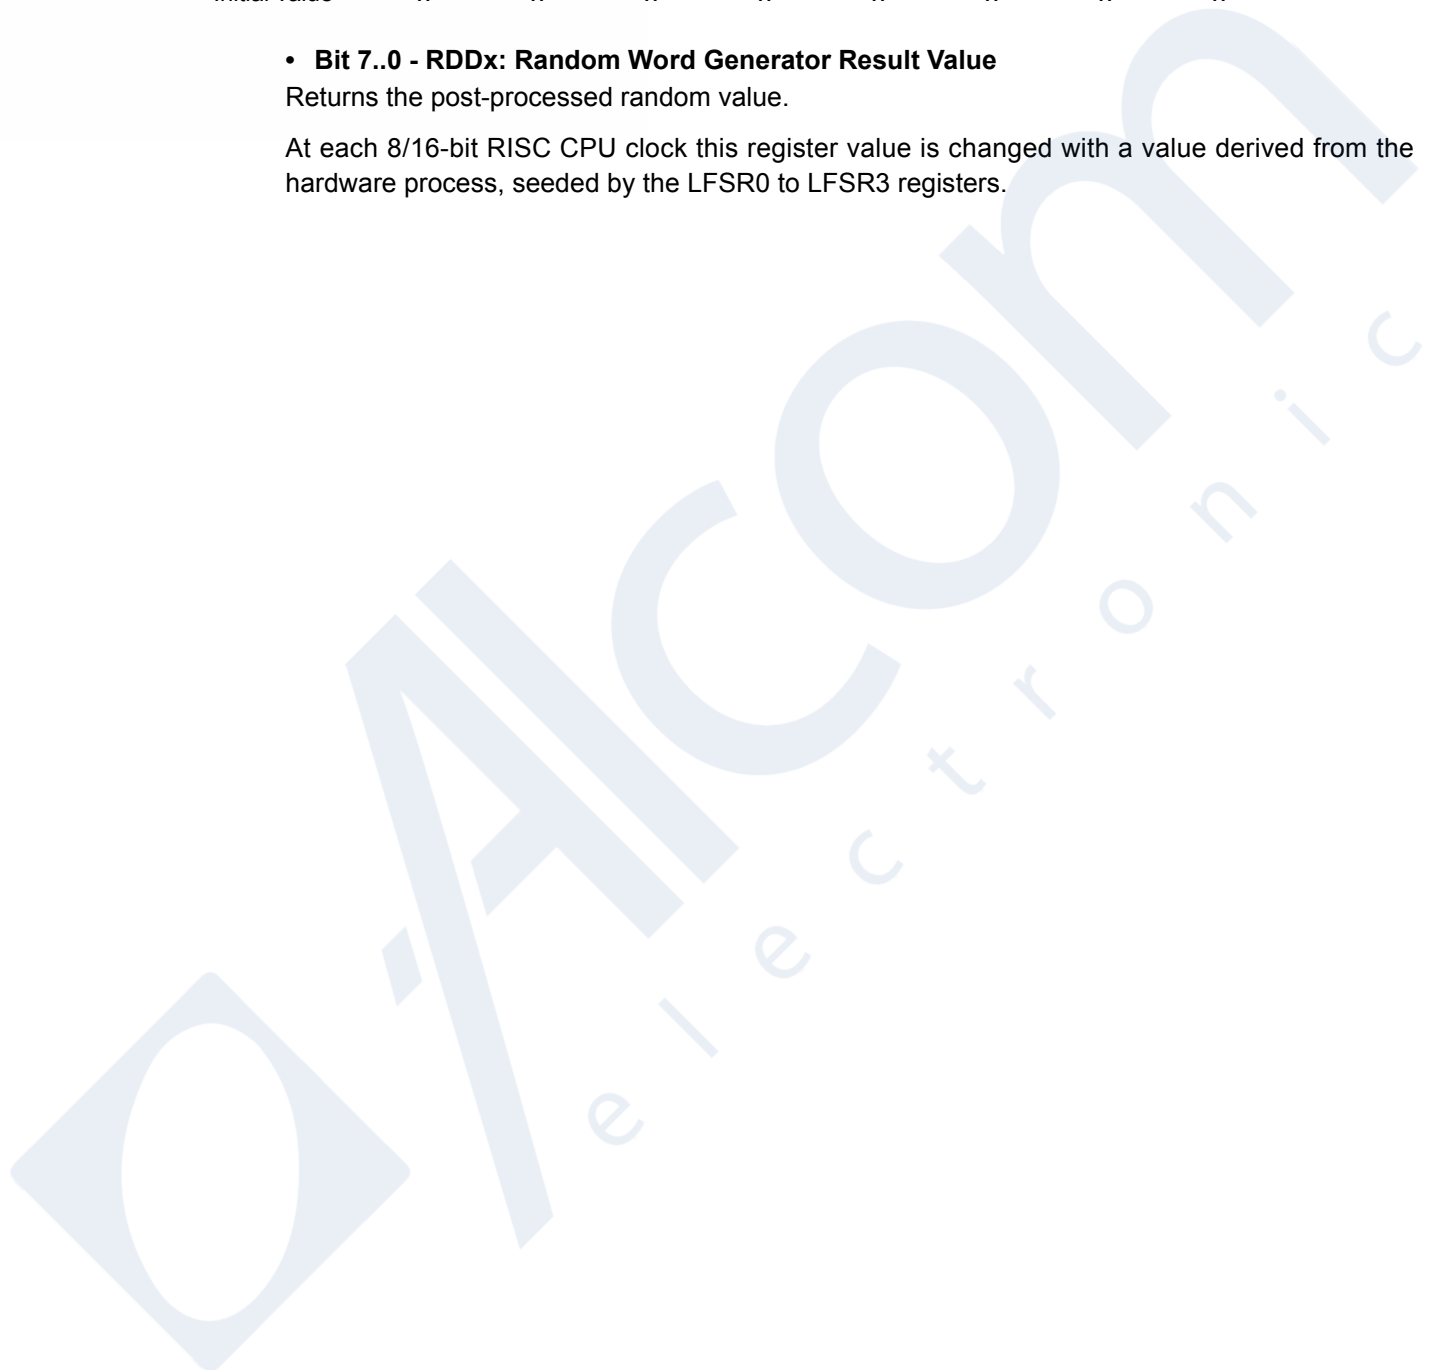 • Bit 7..0 - RDDx: Random Word Generator Result Value
Returns the post-processed random value.
At each 8/16-bit RISC CPU clock this register value is changed with a value derived from the
hardware process, seeded by the LFSR0 to LFSR3 registers.
Alcom
electronic